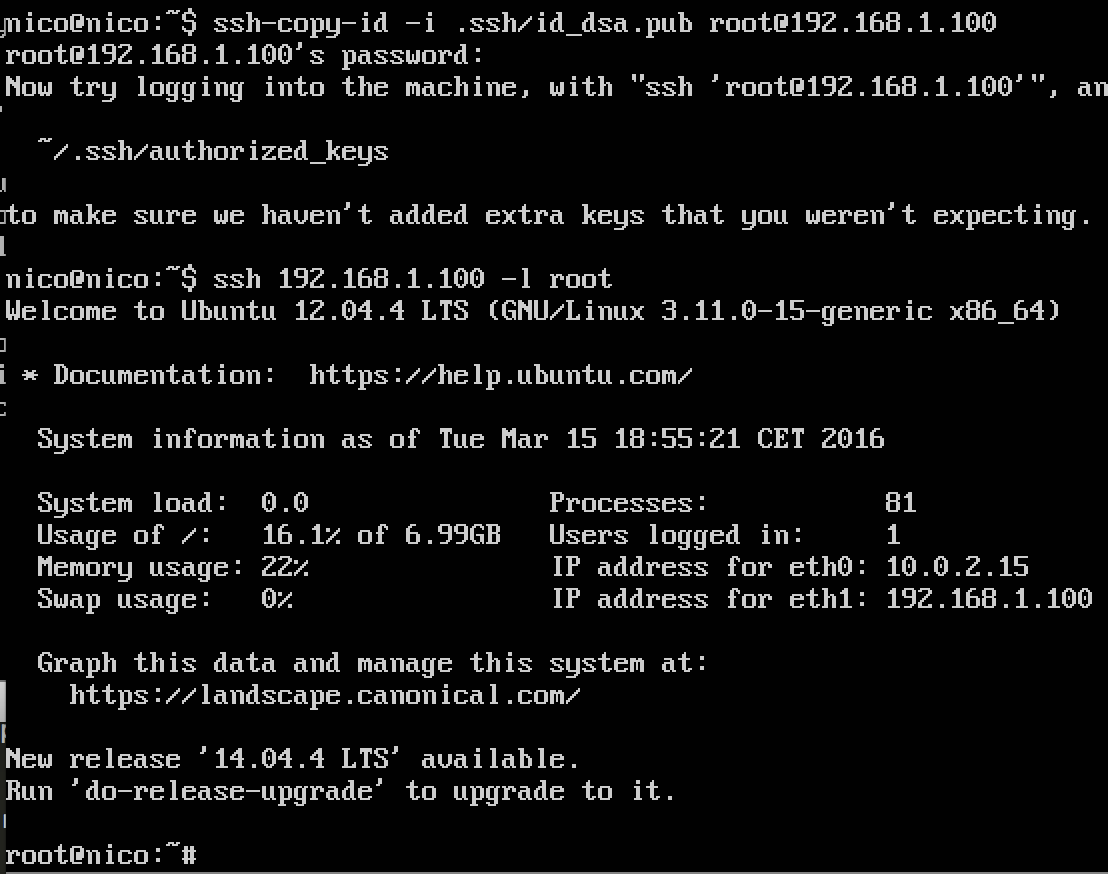 nico@nico:~$ ssh-copy-id -i .ssh/id_dsa.pub root@192.168.1.100
root@192.168.1.100's password:
Now try logging into the machine, with "ssh 'root@192.168.1.100'", an
~/.ssh/authorized_keys
to make sure we haven't added extra keys that you weren't expecting.
nico@nico:~$ ssh 192.168.1.100 -l root
Welcome to Ubuntu 12.04.4 LTS (GNU/Linux 3.11.0-15-generic x86_64)
* Documentation:  https://help.ubuntu.com/
System information as of Tue Mar 15 18:55:21 CET 2016
System load:  0.0               Processes:           81
Usage of /:   16.1% of 6.99GB   Users logged in:     1
Memory usage: 22%               IP address for eth0: 10.0.2.15
Swap usage:   0%                IP address for eth1: 192.168.1.100
Graph this data and manage this system at:
https://landscape.canonical.com/
New release '14.04.4 LTS' available.
Run 'do-release-upgrade' to upgrade to it.
root@nico:~#